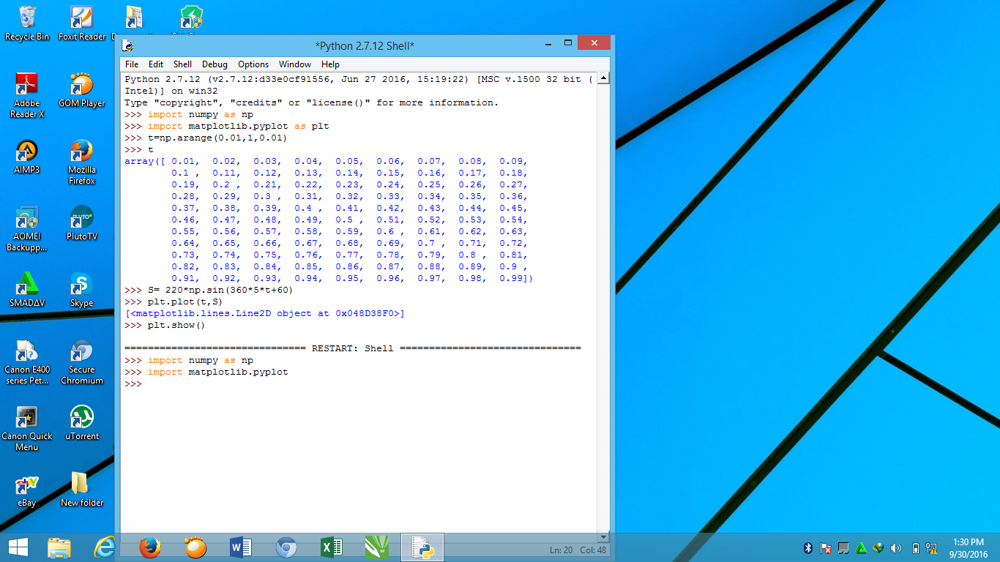 Recycle Bin
Foxit Reader
*Python 2.7.12 Shell*
File Edit Shell Debug Options Window Help
Python 2.7.12 (v2.7.12:d33e0cf91556, Jun 27 2016, 15:19:22) [MSC v.1500 32 bit (
Intel)] on win32
Type "copyright", "credits" or "license()" for more information.
>>> import numpy as np
>>> import matplotlib.pyplot as plt
>>> t=np.arange(0.01,1,0.01)
>>> t
array([ 0.01,  0.02,  0.03,  0.04,  0.05,  0.06,  0.07,  0.08,  0.09,
        0.1 ,  0.11,  0.12,  0.13,  0.14,  0.15,  0.16,  0.17,  0.18,
        0.19,  0.2 ,  0.21,  0.22,  0.23,  0.24,  0.25,  0.26,  0.27,
        0.28,  0.29,  0.3 ,  0.31,  0.32,  0.33,  0.34,  0.35,  0.36,
        0.37,  0.38,  0.39,  0.4 ,  0.41,  0.42,  0.43,  0.44,  0.45,
        0.46,  0.47,  0.48,  0.49,  0.5 ,  0.51,  0.52,  0.53,  0.54,
        0.55,  0.56,  0.57,  0.58,  0.59,  0.6 ,  0.61,  0.62,  0.63,
        0.64,  0.65,  0.66,  0.67,  0.68,  0.69,  0.7 ,  0.71,  0.72,
        0.73,  0.74,  0.75,  0.76,  0.77,  0.78,  0.79,  0.8 ,  0.81,
        0.82,  0.83,  0.84,  0.85,  0.86,  0.87,  0.88,  0.89,  0.9 ,
        0.91,  0.92,  0.93,  0.94,  0.95,  0.96,  0.97,  0.98,  0.99])
>>> S= 220*np.sin(360*5*t+60)
>>> plt.plot(t,S)
[<matplotlib.lines.Line2D object at 0x048D38F0>]
>>> plt.show()
=============================== RESTART: Shell ===============================
>>> import numpy as np
>>> import matplotlib.pyplot
>>>
Ln: 20 Col: 48
Adobe
Reader X
GOM Player
AIMP3
Mozilla
Firefox
AOMEI
Backupp...
PLUTO
PlutoTV
SMADΔV
Skype
Canon E400
series Pet...
Secure
Chromium
Canon Quick
Menu
uTorrent
eBay
New folder
1:30 PM
9/30/2016